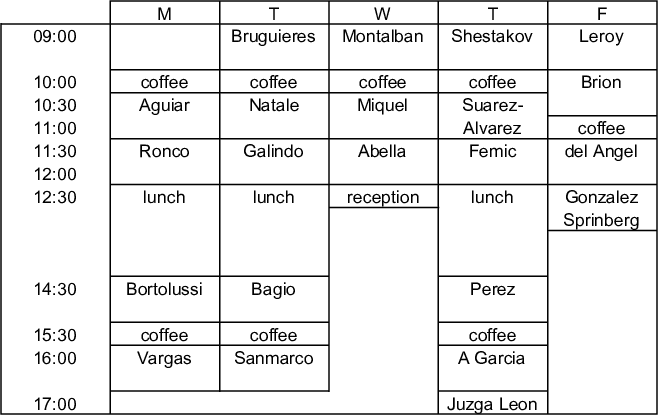 M T W T F
09:00 Bruguieres Montalban Shestakov Leroy
10:00 coffee coffee coffee coffee Brion
10:30 Aguiar Natale Miquel Suarez-
11:00 Alvarez coffee
11:30 Ronco Galindo Abella Femic del Angel
12:00
12:30 lunch lunch reception lunch Gonzalez
Sprinberg
14:30 Bortolussi Bagio Perez
15:30 coffee coffee coffee
16:00 Vargas Sanmarco A Garcia
17:00 Juzga Leon